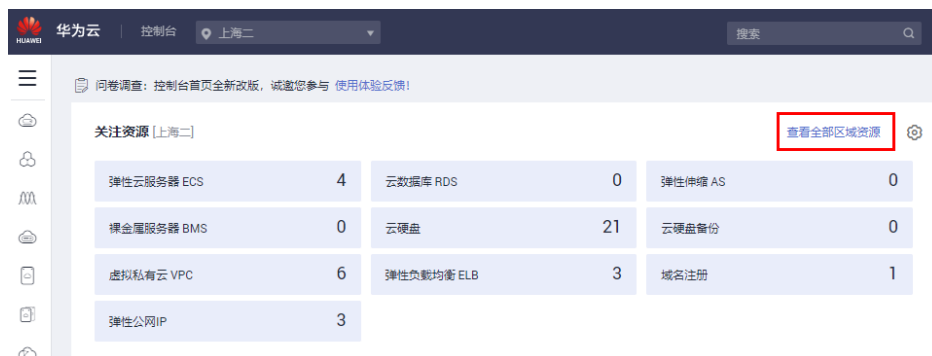 HUAWEI 华为云 控制台 上海二 搜索
问卷调查：控制台首页全新改版，诚邀您参与 使用体验反馈！
关注资源 [上海二] 查看全部区域资源
弹性云服务器 ECS 4 云数据库 RDS 0 弹性伸缩 AS 0
裸金属服务器 BMS 0 云硬盘 21 云硬盘备份 0
虚拟私有云 VPC 6 弹性负载均衡 ELB 3 域名注册 1
弹性公网IP 3